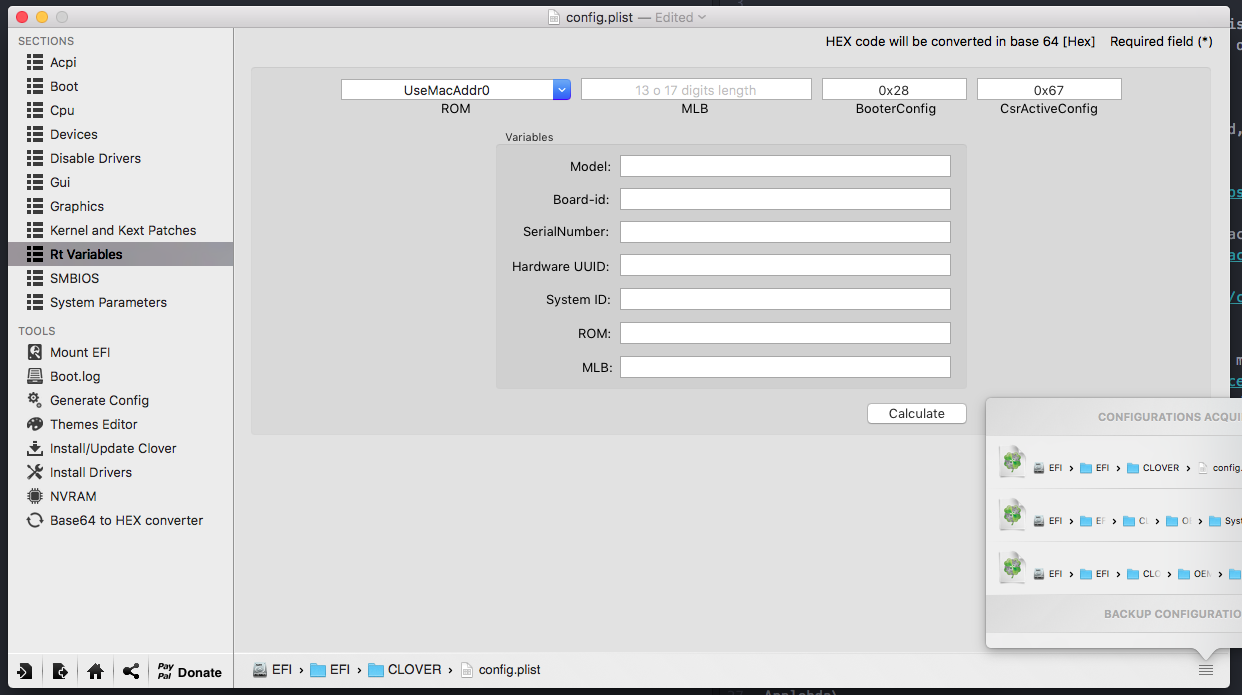 config.plist — Edited
SECTIONS
Acpi
Boot
Cpu
Devices
Disable Drivers
Gui
Graphics
Kernel and Kext Patches
Rt Variables
SMBIOS
System Parameters
TOOLS
Mount EFI
Boot.log
Generate Config
Themes Editor
Install/Update Clover
Install Drivers
NVRAM
Base64 to HEX converter
Pay
Pal Donate
HEX code will be converted in base 64 [Hex] Required field (*)
UseMacAddr0 13 o 17 digits length 0x28 0x67
ROM MLB BooterConfig CsrActiveConfig
Variables
Model:
Board-id:
SerialNumber:
Hardware UUID:
System ID:
ROM:
MLB:
Calculate
CONFIGURATIONS ACQUI
EFI › EFI › CLOVER › config.
EFI › EF › CL › OE › Syst
EFI › EFI › CLO › OEM ›
BACKUP CONFIGURATIO
EFI › EFI › CLOVER › config.plist